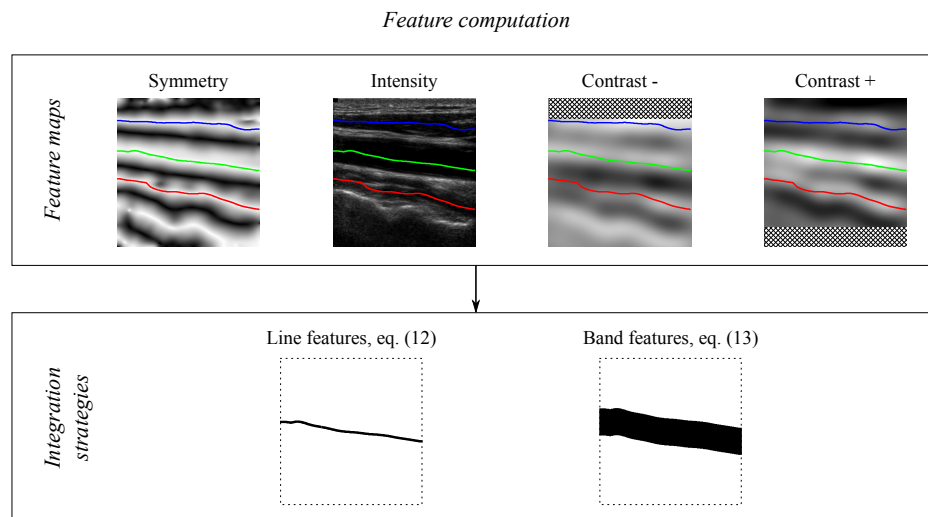 Feature computation
Feature maps
Symmetry
Intensity
Contrast -
Contrast +
Integration
strategies
Line features, eq. (12)
Band features, eq. (13)